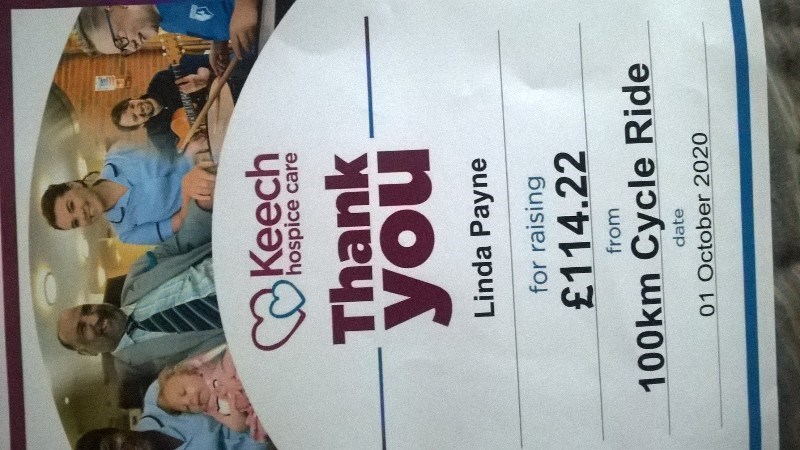 Keech
hospice care
Thank
you
Linda Payne
for raising
£114.22
from
100km Cycle Ride
date
01 October 2020